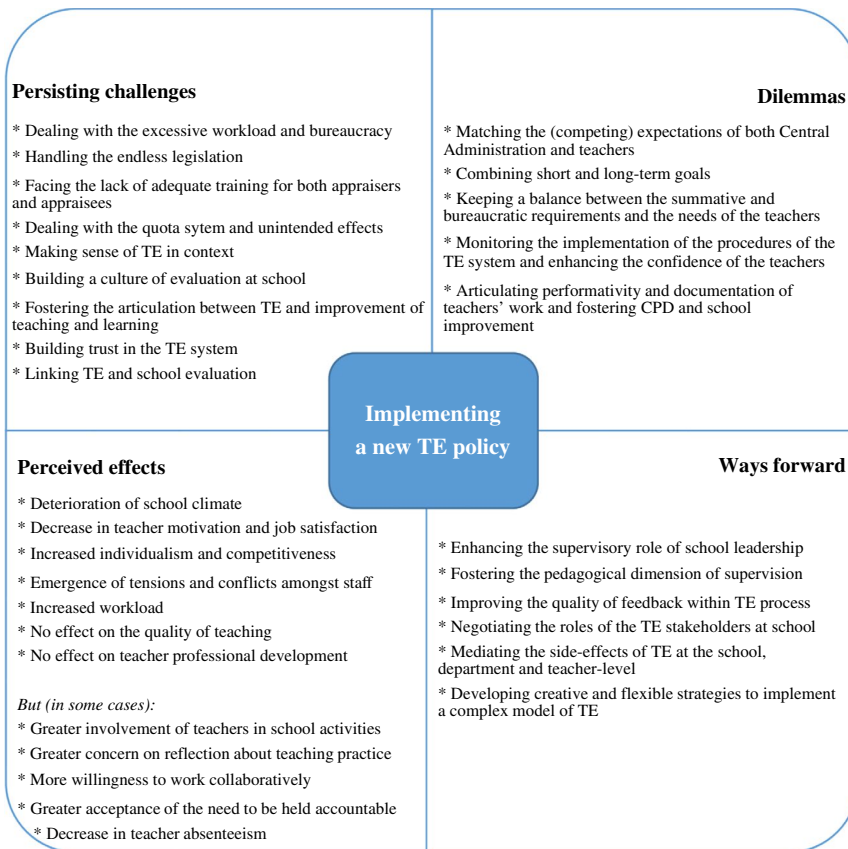 Persisting challenges
* Dealing with the excessive workload and bureaucracy
* Handling the endless legislation
* Facing the lack of adequate training for both appraisers
and appraisees
* Dealing with the quota sytem and unintended effects
* Making sense of TE in context
* Building a culture of evaluation at school
* Fostering the articulation between TE and improvement of
teaching and learning
* Building trust in the TE system
* Linking TE and school evaluation
Dilemmas
* Matching the (competing) expectations of both Central
Administration and teachers
* Combining short and long-term goals
* Keeping a balance between the summative and
bureaucratic requirements and the needs of the teachers
* Monitoring the implementation of the procedures of the
TE system and enhancing the confidence of the teachers
* Articulating performativity and documentation of
teachers’ work and fostering CPD and school
improvement
Implementing
a new TE policy
Perceived effects
* Deterioration of school climate
* Decrease in teacher motivation and job satisfaction
* Increased individualism and competitiveness
* Emergence of tensions and conflicts amongst staff
* Increased workload
* No effect on the quality of teaching
* No effect on teacher professional development
But (in some cases):
* Greater involvement of teachers in school activities
* Greater concern on reflection about teaching practice
* More willingness to work collaboratively
* Greater acceptance of the need to be held accountable
* Decrease in teacher absenteeism
Ways forward
* Enhancing the supervisory role of school leadership
* Fostering the pedagogical dimension of supervision
* Improving the quality of feedback within TE process
* Negotiating the roles of the TE stakeholders at school
* Mediating the side-effects of TE at the school,
department and teacher-level
* Developing creative and flexible strategies to implement
a complex model of TE